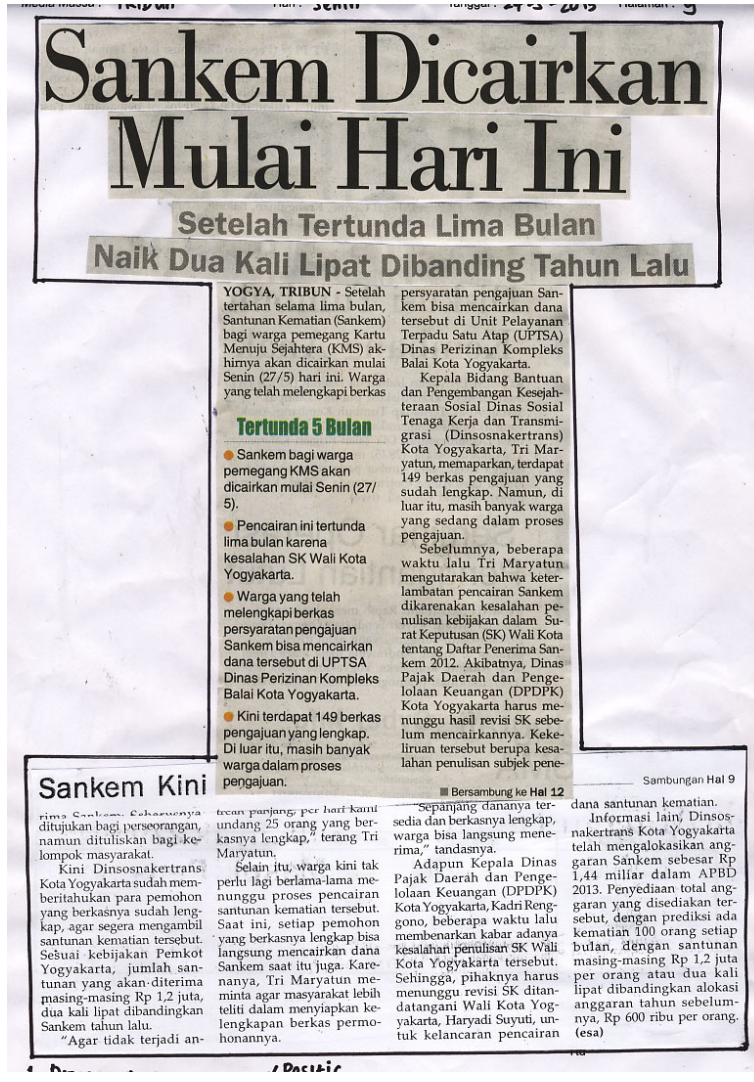 Media Massa : TRIBUN Hari : Senin Tanggal : 27-5-2013 Halaman : 9
Sankem Dicairkan
Mulai Hari Ini
Setelah Tertunda Lima Bulan
Naik Dua Kali Lipat Dibanding Tahun Lalu
YOGYA, TRIBUN - Setelah
tertahan selama lima bulan,
Santunan Kematian (Sankem)
bagi warga pemegang Kartu
Menuju Sejahtera (KMS) ak-
hirnya akan dicairkan mulai
Senin (27/5) hari ini. Warga
yang telah melengkapi berkas
Tertunda 5 Bulan
Sankem bagi warga
pemegang KMS akan
dicairkan mulai Senin (27/
5).
Pencairan ini tertunda
lima bulan karena
kesalahan SK Wali Kota
Yogyakarta.
Warga yang telah
melengkapi berkas
persyaratan pengajuan
Sankem bisa mencairkan
dana tersebut di UPTSA
Dinas Perizinan Kompleks
Balai Kota Yogyakarta.
Kini terdapat 149 berkas
pengajuan yang lengkap.
Di luar itu, masih banyak
warga dalam proses
pengajuan.
persyaratan pengajuan San-
kem bisa mencairkan dana
tersebut di Unit Pelayanan
Terpadu Satu Atap (UPTSA)
Dinas Perizinan Kompleks
Balai Kota Yogyakarta.
Kepala Bidang Bantuan
dan Pengembangan Kesejah-
teraan Sosial Dinas Sosial
Tenaga Kerja dan Transmi-
grasi (Dinsosnakertrans)
Kota Yogyakarta, Tri Mar-
yatun, memaparkan, terdapat
149 berkas pengajuan yang
sudah lengkap. Namun, di
luar itu, masih banyak warga
yang sedang dalam proses
pengajuan.
Sebelumnya, beberapa
waktu lalu Tri Maryatun
mengutarakan bahwa keter-
lambatan pencairan Sankem
dikarenakan kesalahan pe-
nulisan kebijakan dalam Su-
rat Keputusan (SK) Wali Kota
tentang Daftar Penerima San-
kem 2012. Akibatnya, Dinas
Pajak Daerah dan Penge-
lolaan Keuangan (DPDPK)
Kota Yogyakarta harus me-
nunggu hasil revisi SK sebe-
lum mencairkannya. Keke-
liruan tersebut berupa kesa-
lahan penulisan subjek pene-
Bersambung ke Hal 12
Sankem Kini
Sambungan Hal 9
rima Sankem. Seharusnya
ditujukan bagi perseorangan,
namun dituliskan bagi ke-
lompok masyarakat.
Kini Dinsosnakertrans
Kota Yogyakarta sudah mem-
beritahukan para pemohon
yang berkasnya sudah leng-
kap, agar segera mengambil
santunan kematian tersebut.
Sesuai kebijakan Pemkot
Yogyakarta, jumlah san-
tunan yang akan diterima
masing-masing Rp 1,2 juta,
dua kali lipat dibandingkan
Sankem tahun lalu.
"Agar tidak terjadi an-
trean panjang, per hari kami
undang 25 orang yang ber-
kasnya lengkap," terang Tri
Maryatun.
Selain itu, warga kini tak
perlu lagi berlama-lama me-
nunggu proses pencairan
santunan kematian tersebut.
Saat ini, setiap pemohon
yang berkasnya lengkap bisa
langsung mencairkan dana
Sankem saat itu juga. Kare-
nanya, Tri Maryatun me-
minta agar masyarakat lebih
teliti dalam menyiapkan ke-
lengkapan berkas permo-
honannya.
"Sepanjang dananya ter-
sedia dan berkasnya lengkap,
warga bisa langsung mene-
rima," tandasnya.
Adapun Kepala Dinas
Pajak Daerah dan Penge-
lolaan Keuangan (DPDPK)
Kota Yogyakarta, Kadri Reng-
gono, beberapa waktu lalu
membenarkan kabar adanya
kesalahan penulisan SK Wali
Kota Yogyakarta tersebut.
Sehingga, pihaknya harus
menunggu revisi SK ditan-
datangani Wali Kota Yog-
yakarta, Haryadi Suyuti, un-
tuk kelancaran pencairan
dana santunan kematian.
Informasi lain, Dinsos-
nakertrans Kota Yogyakarta
telah mengalokasikan ang-
garan Sankem sebesar Rp
1,44 miliar dalam APBD
2013. Penyediaan total ang-
garan yang disediakan ter-
sebut, dengan prediksi ada
kematian 100 orang setiap
bulan, dengan santunan
masing-masing Rp 1,2 juta
per orang atau dua kali
lipat dibandingkan alokasi
anggaran tahun sebelum-
nya, Rp 600 ribu per orang.
(esa)